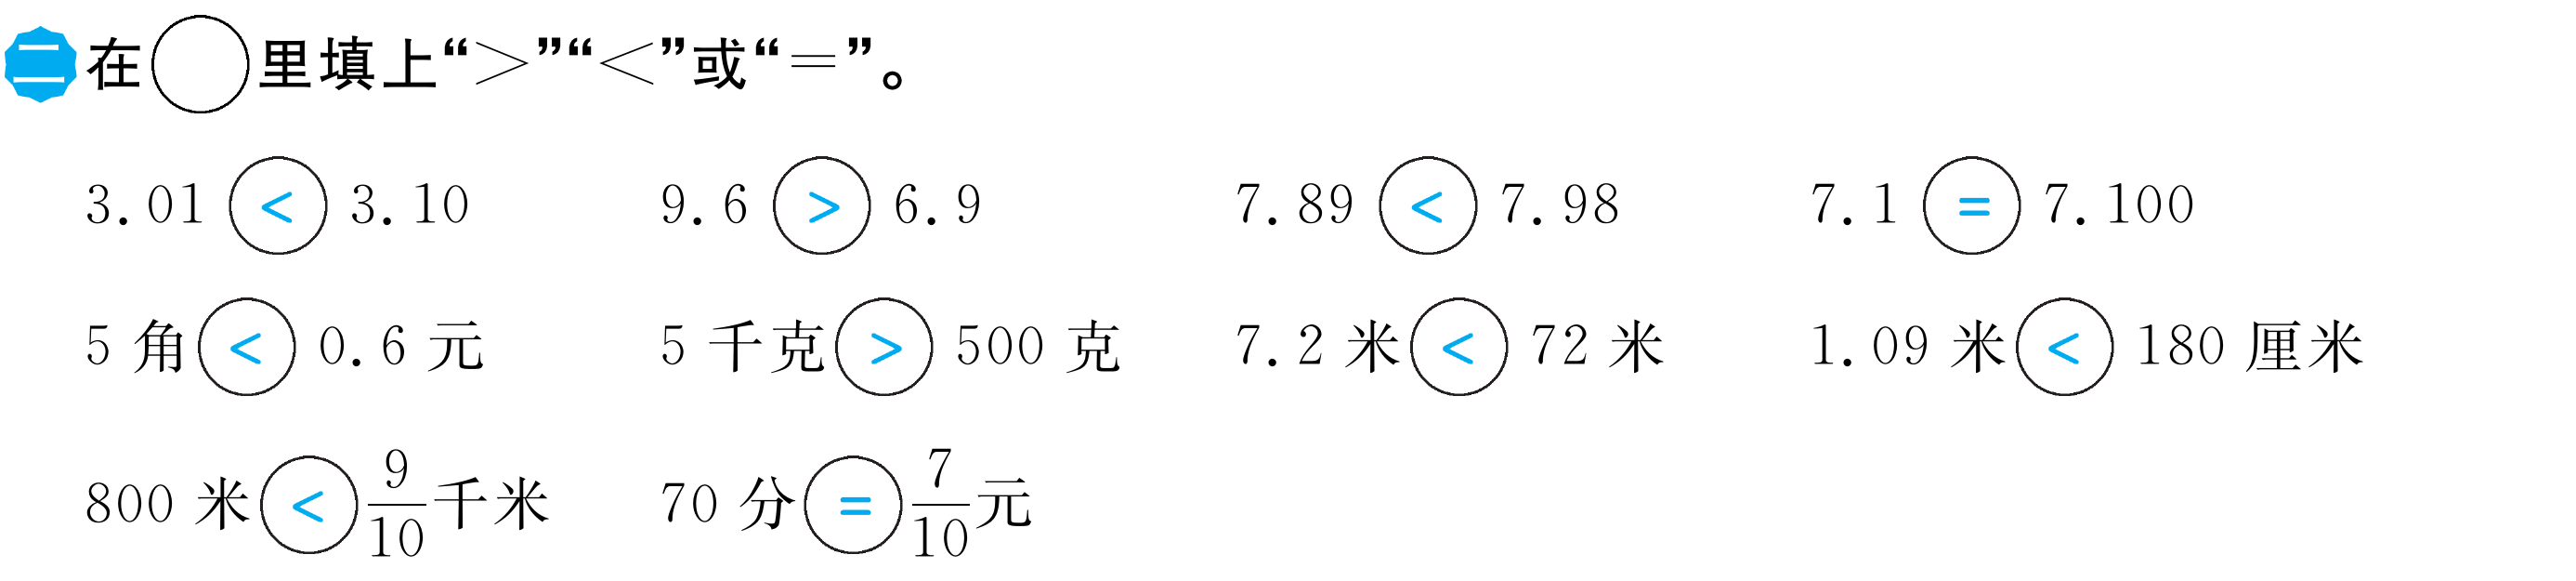 二 在○里填上“>”“<”或“=”。
3.01 < 3.10 9.6 > 6.9 7.89 < 7.98 7.1 = 7.100
5 角 < 0.6 元 5 千克 > 500 克 7.2 米 < 72 米 1.09 米 < 180 厘米
800 米 < 9/10 千米 70 分 = 7/10 元